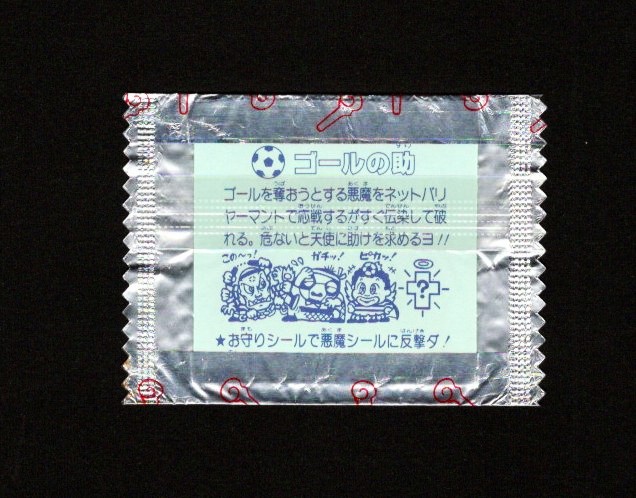 ゴールの助
ゴールを奪おうとする悪魔をネットバリ
ヤーマントで応戦するがすぐ伝染して破
れる。危ないと天使に助けを求めるヨ!!
この〜っ! ガチッ! ピカッ!
?
★お守りシールで悪魔シールに反撃ダ!